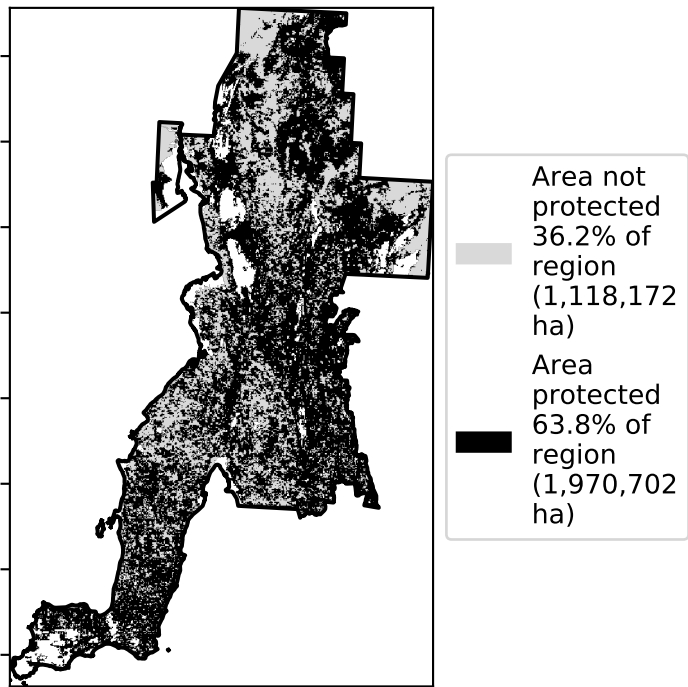 Area not
protected
36.2% of
region
(1,118,172
ha)
Area
protected
63.8% of
region
(1,970,702
ha)